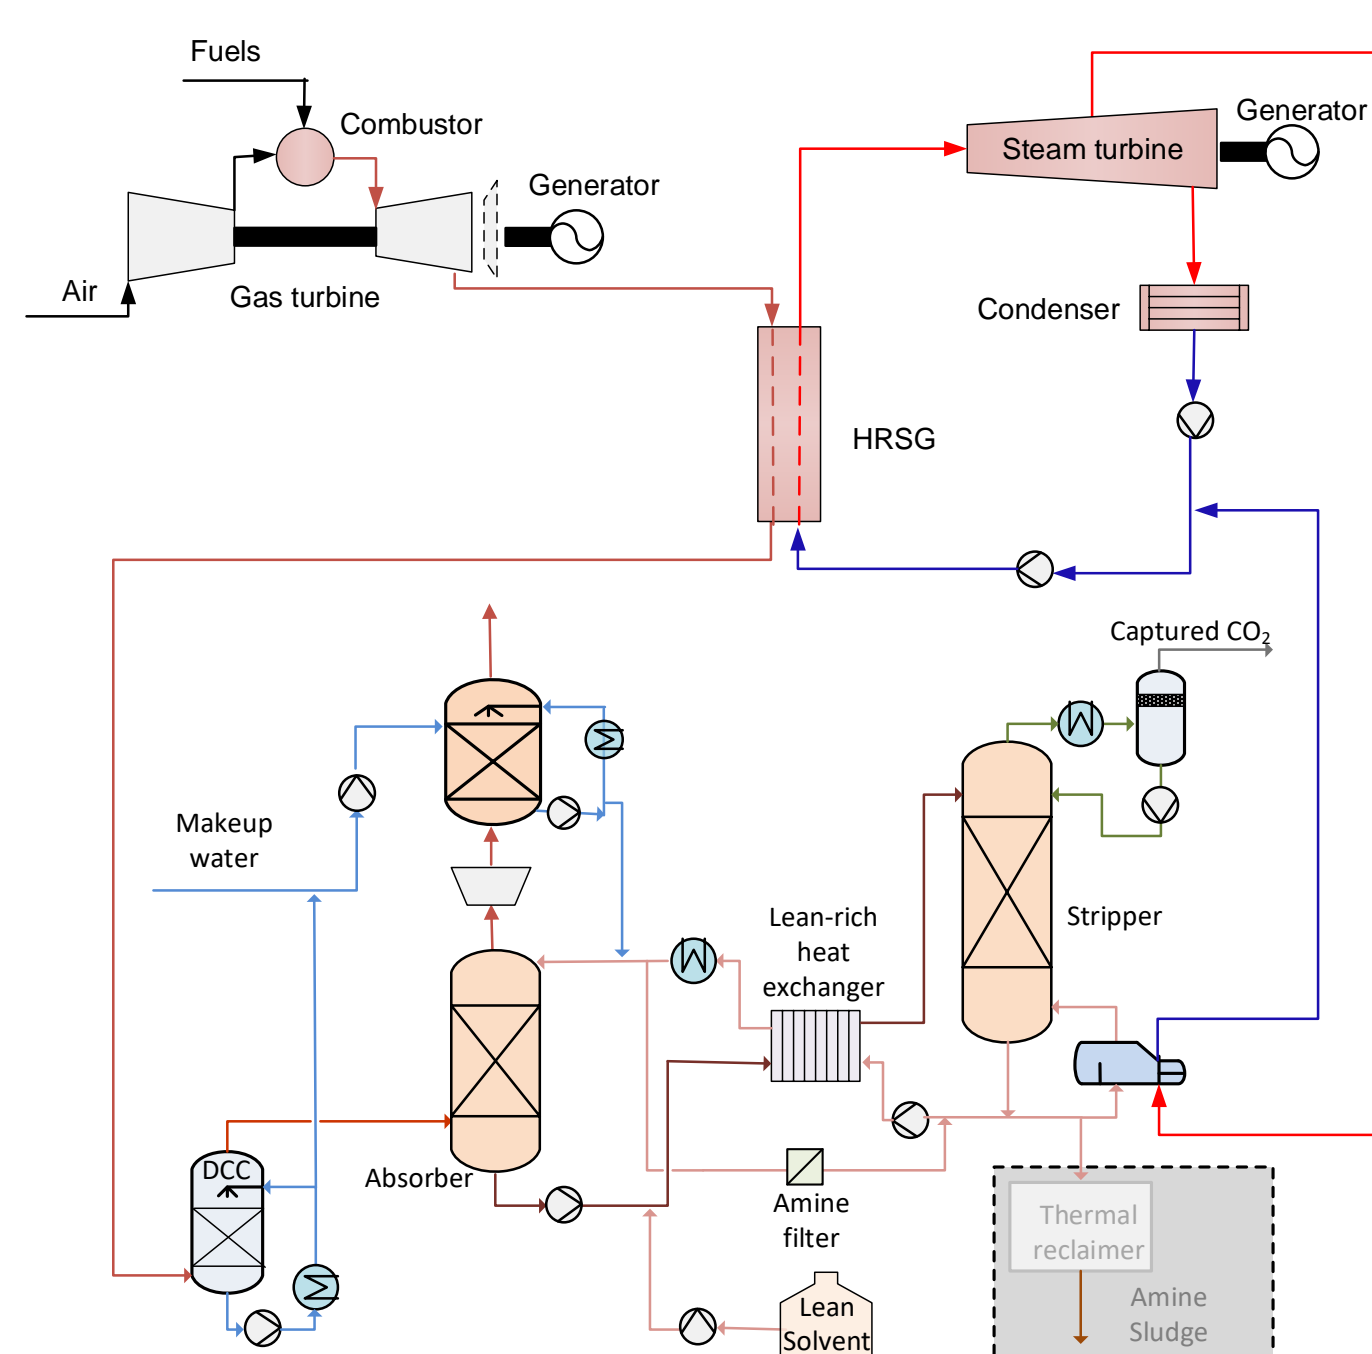 Fuels
Combustor
Generator
Air
Gas turbine
Steam turbine
Generator
Condenser
HRSG
Captured CO₂
Makeup
water
Lean-rich
heat
exchanger
Stripper
DCC
Absorber
Amine
filter
Thermal
reclaimer
Amine
Sludge
Lean
Solvent